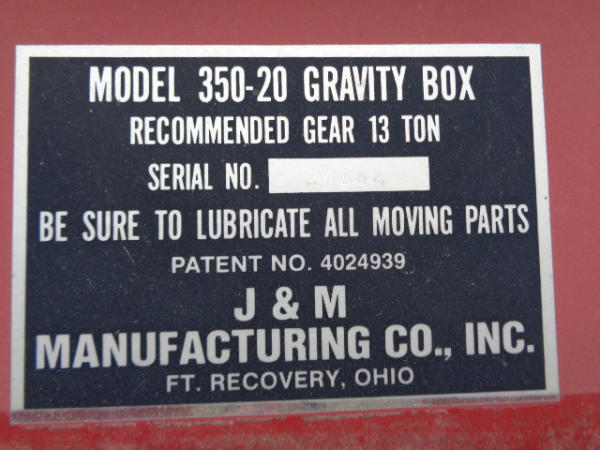 MODEL 350-20 GRAVITY BOX
RECOMMENDED GEAR 13 TON
SERIAL NO.
BE SURE TO LUBRICATE ALL MOVING PARTS
PATENT NO. 4024939
J & M
MANUFACTURING CO., INC.
FT. RECOVERY, OHIO